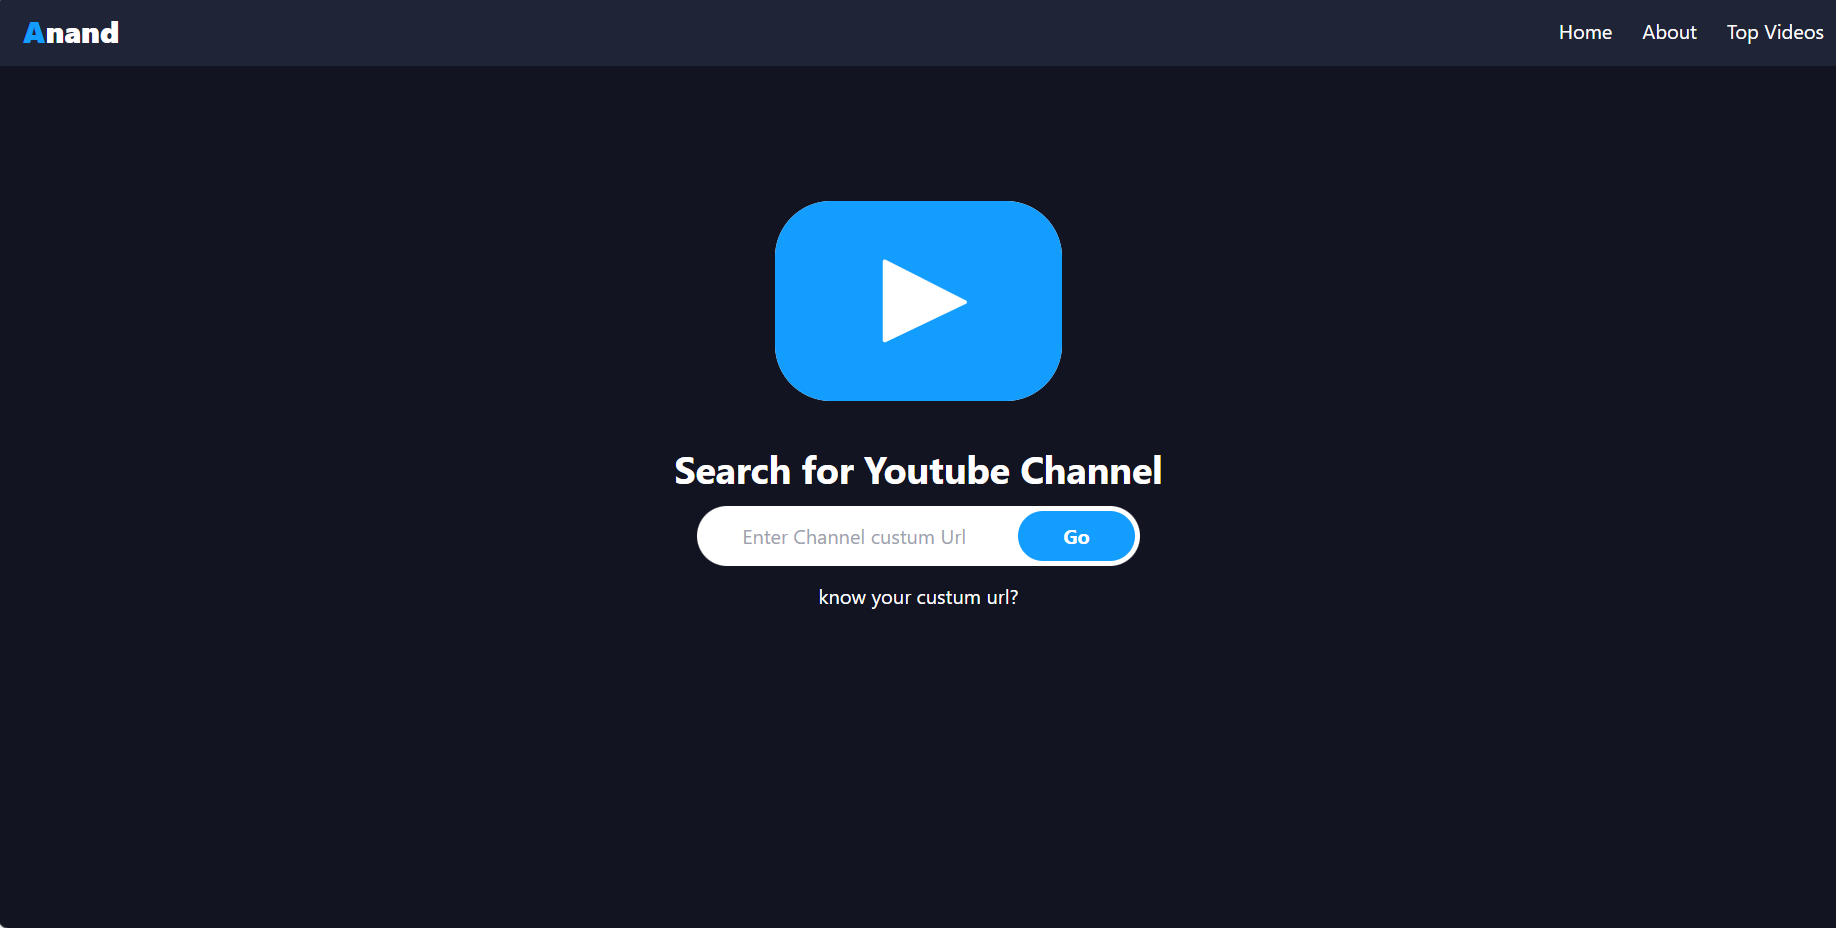 Anand
Home About Top Videos
Search for Youtube Channel
Enter Channel custum Url Go
know your custum url?